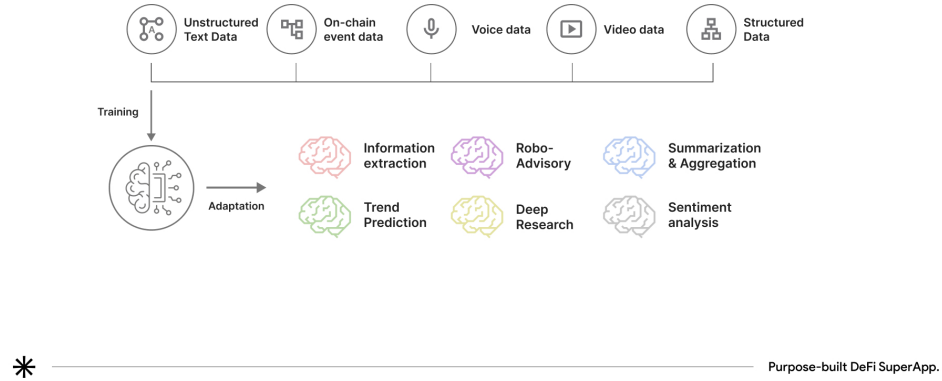 Unstructured
Text Data
On-chain
event data
Voice data
Video data
Structured
Data
Training
A
Adaptation
Information
extraction
Robo-
Advisory
Summarization
& Aggregation
Trend
Prediction
Deep
Research
Sentiment
analysis
Purpose-built DeFi SuperApp.